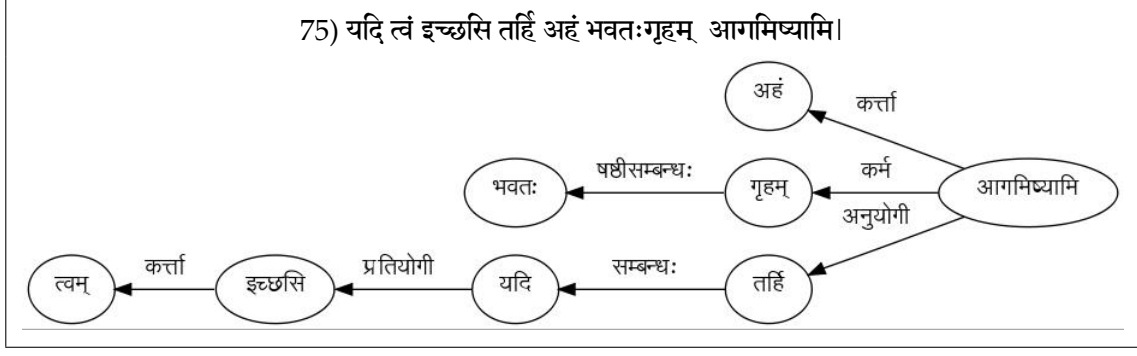 75) यदि त्वं इच्छसि तर्हि अहं भवतःगृहम् आगमिष्यामि।
अहं
कर्त्ता
भवतः
षष्ठीसम्बन्धः
गृहम्
कर्म
आगमिष्यामि
अनुयोगी
त्वम्
कर्त्ता
इच्छसि
प्रतियोगी
यदि
सम्बन्धः
तर्हि